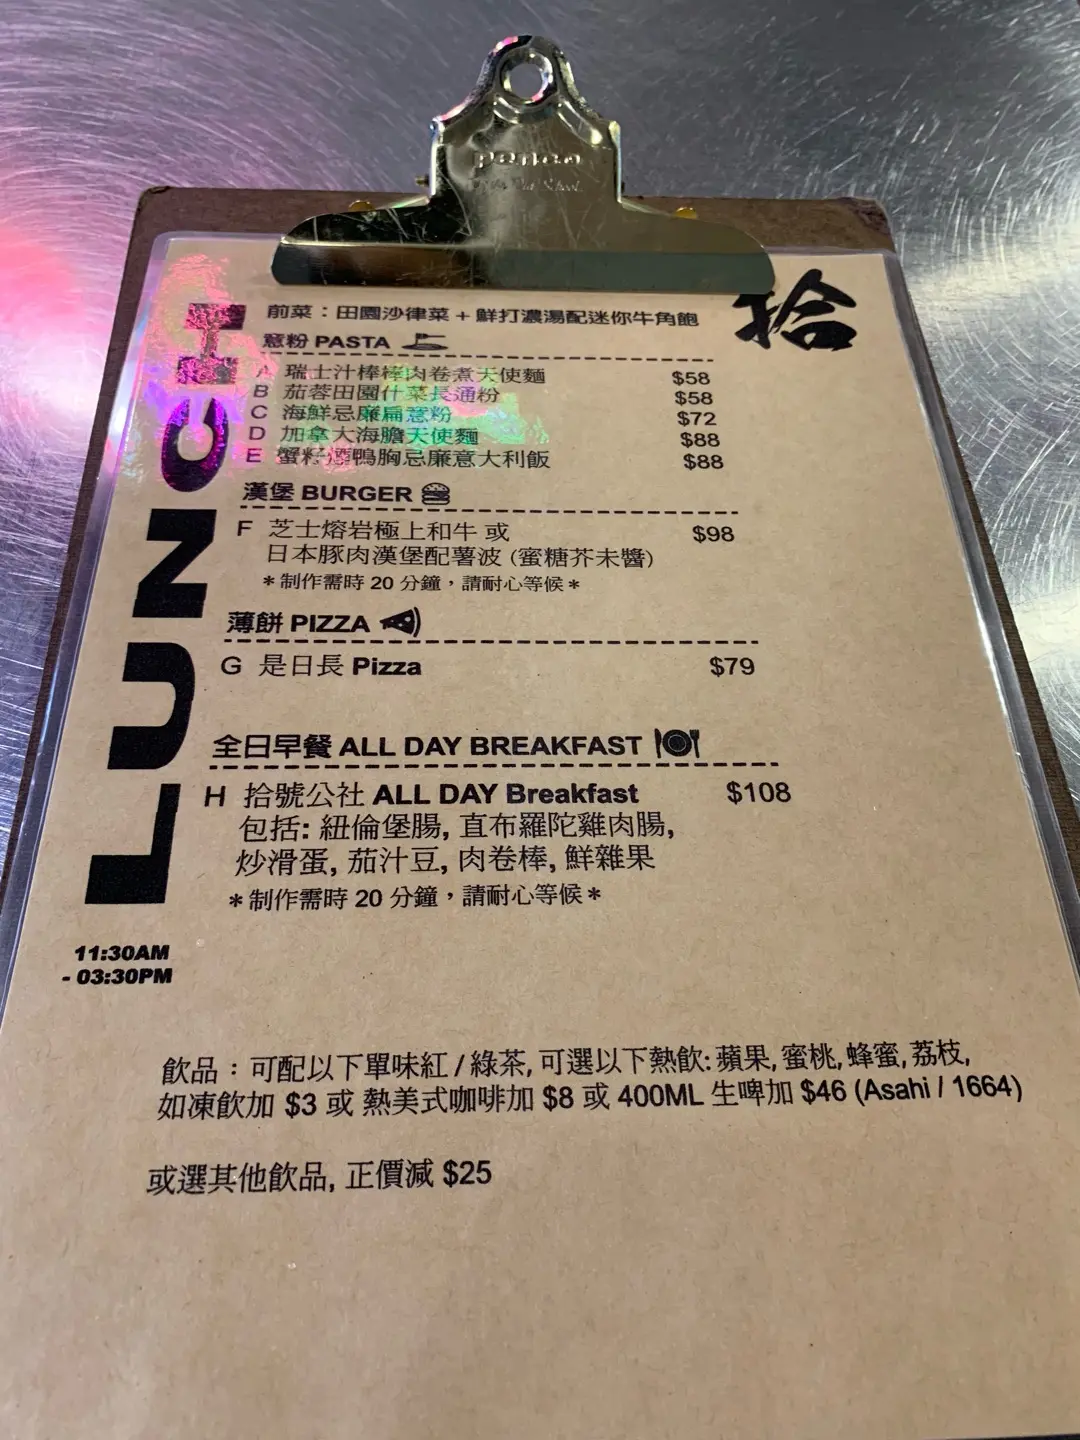 拾
LUNCH
前菜：田園沙律菜 + 鮮打濃湯配迷你牛角飽
意粉 PASTA
A 瑞士汁棒棒肉卷煮天使麵 $58
B 茄蓉田園什菜長通粉 $58
C 海鮮忌廉扁意粉 $72
D 加拿大海膽天使麵 $88
E 蟹籽煙鴨胸忌廉意大利飯 $88
漢堡 BURGER
F 芝士熔岩極上和牛 或 $98
日本豚肉漢堡配薯波 (蜜糖芥未醬)
＊制作需時 20 分鐘，請耐心等候＊
薄餅 PIZZA
G 是日長 Pizza $79
全日早餐 ALL DAY BREAKFAST
H 拾號公社 ALL DAY Breakfast $108
包括: 紐倫堡腸, 直布羅陀雞肉腸,
炒滑蛋, 茄汁豆, 肉卷棒, 鮮雜果
＊制作需時 20 分鐘，請耐心等候＊
11:30AM
- 03:30PM
飲品：可配以下單味紅 / 綠茶, 可選以下熱飲: 蘋果, 蜜桃, 蜂蜜, 荔枝,
如凍飲加 $3 或 熱美式咖啡加 $8 或 400ML 生啤加 $46 (Asahi / 1664)
或選其他飲品, 正價減 $25